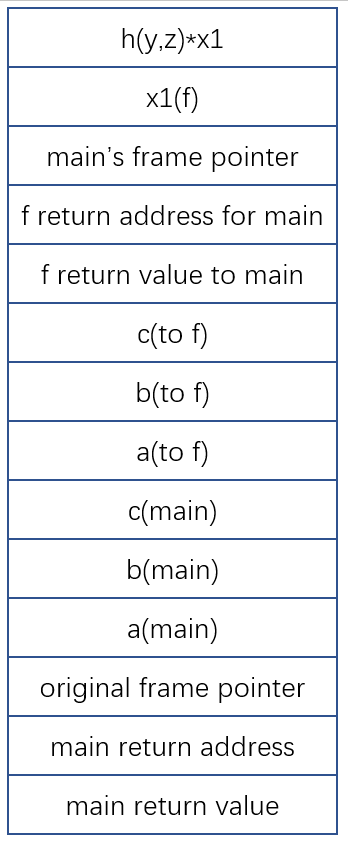 h(y,z)*x1
x1(f)
main’s frame pointer
f return address for main
f return value to main
c(to f)
b(to f)
a(to f)
c(main)
b(main)
a(main)
original frame pointer
main return address
main return value